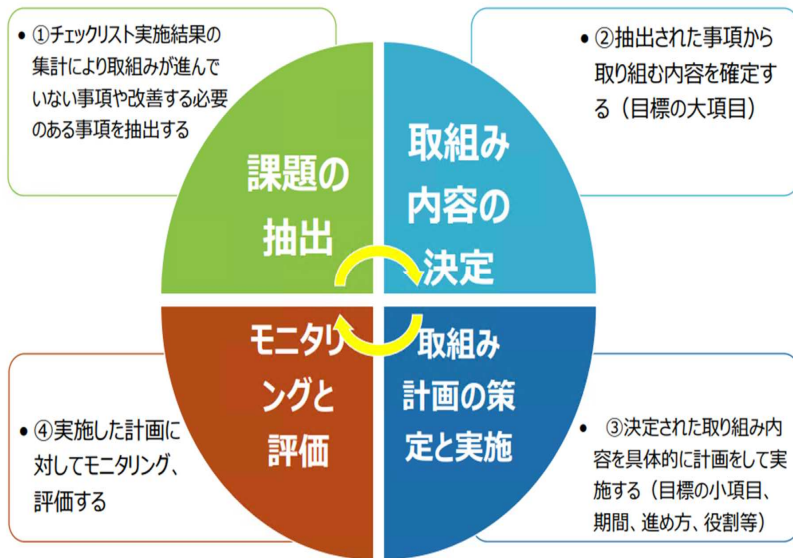 • ①チェックリスト実施結果の
集計により取組みが進んで
いない事項や改善する必要
のある事項を抽出する
• ②抽出された事項から
取り組む内容を確定す
る（目標の大項目）
課題の
抽出
取組み
内容の
決定
モニタリ
ングと
評価
取組み
計画の策
定と実施
• ④実施した計画に
対してモニタリング、
評価する
• ③決定された取り組み内
容を具体的に計画をして実
施する（目標の小項目、
期間、進め方、役割等）